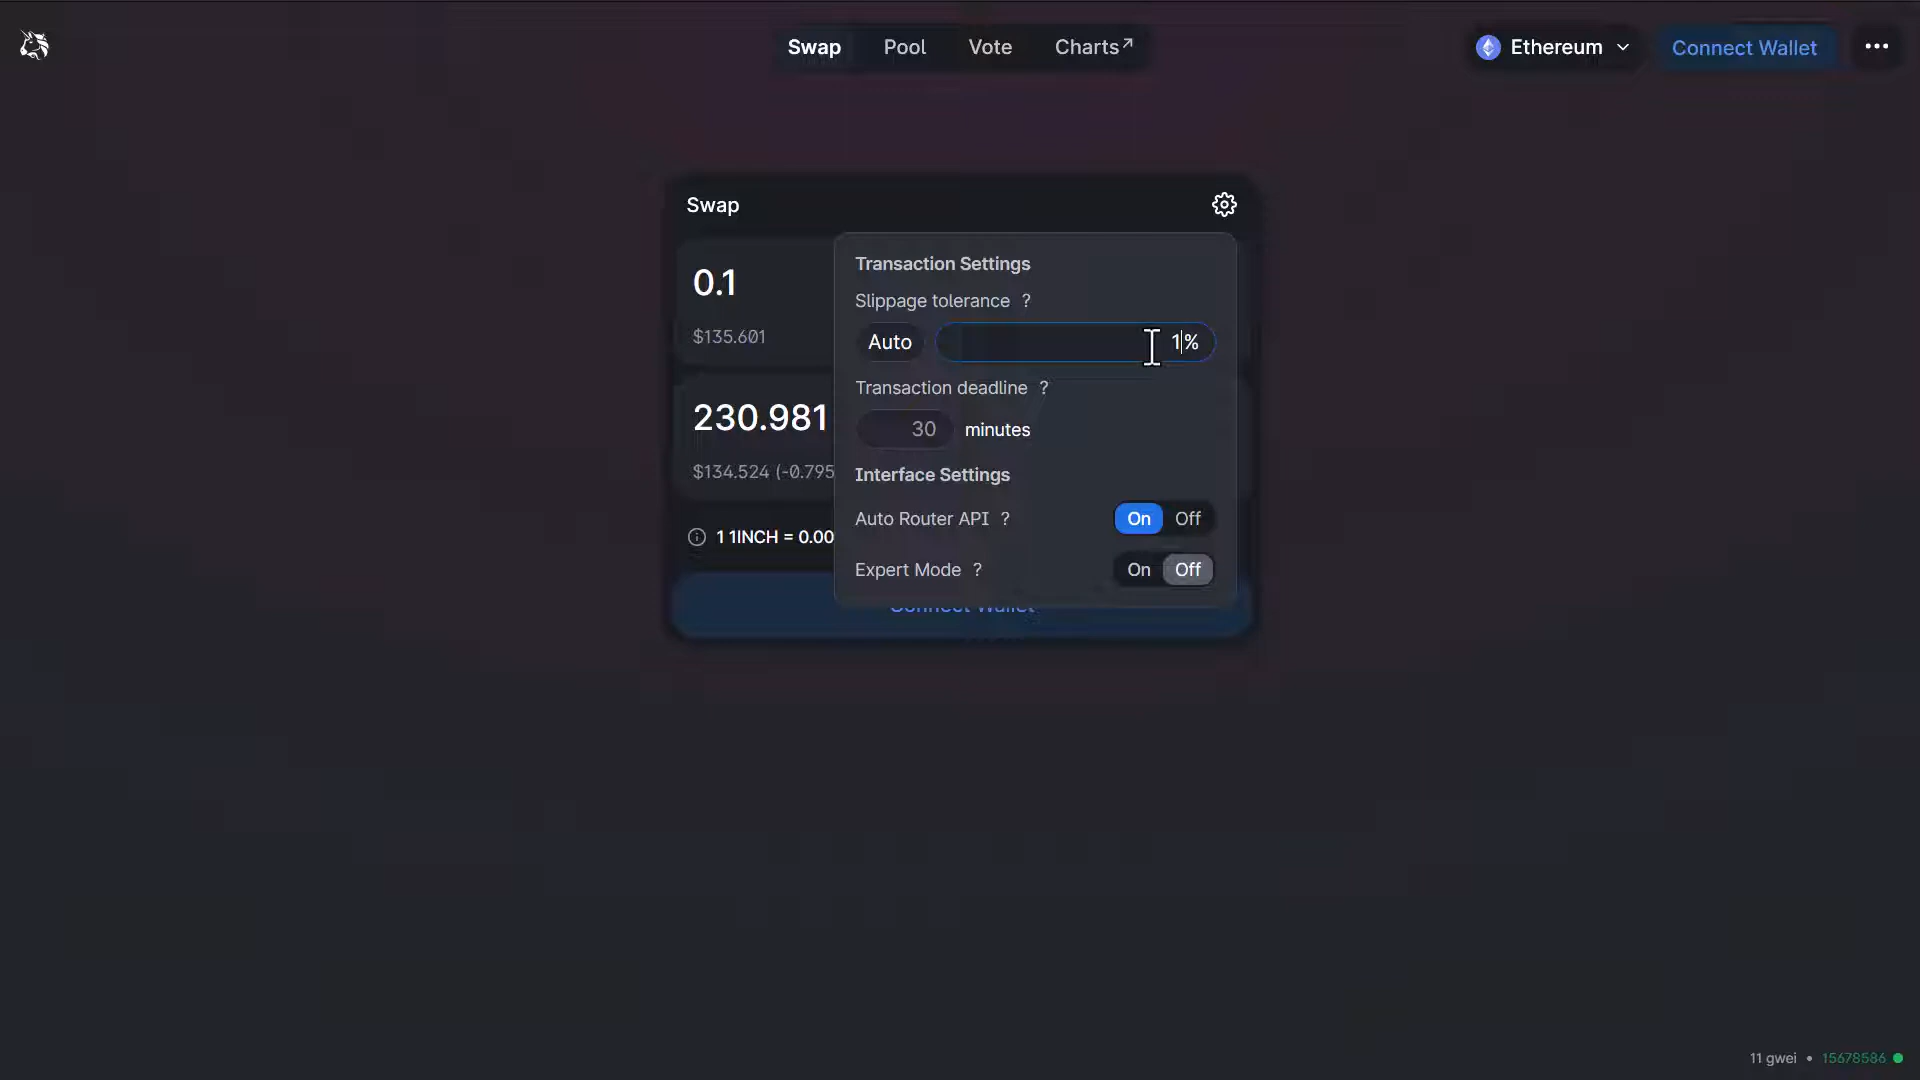 Swap Pool Vote Charts↗ Ethereum Connect Wallet ...
Swap
0.1
$135.601
230.981
$134.524 (-0.795
1 1INCH = 0.00
Transaction Settings
Slippage tolerance ?
Auto 1%
Transaction deadline ?
30 minutes
Interface Settings
Auto Router API ? On Off
Expert Mode ? On Off
Connect Wallet
11 gwei • 15678586